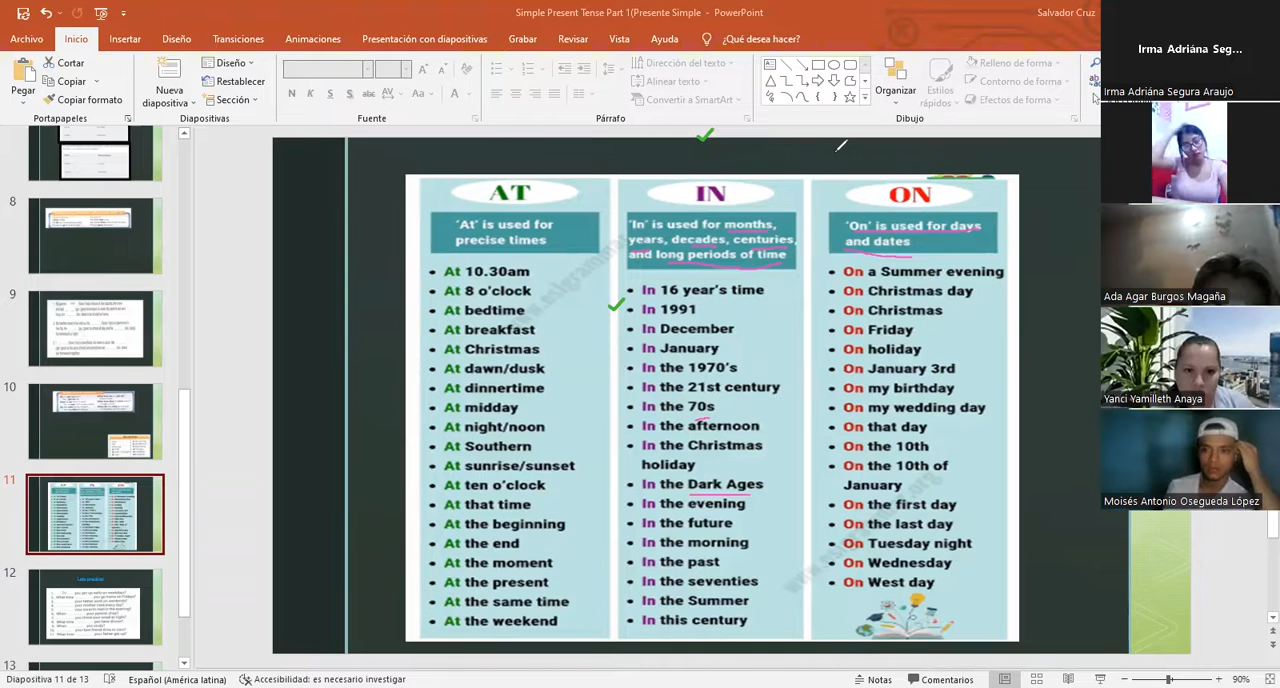 Simple Present Tense Part 1(Presente Simple - PowerPoint
Salvador Cruz
Archivo Inicio Insertar Diseño Transiciones Animaciones Presentación con diapositivas Grabar Revisar Vista Ayuda ¿Qué desea hacer?
Pegar
Cortar
Copiar
Copiar formato
Portapapeles
Nueva
diapositiva
Diseño
Restablecer
Sección
Diapositivas
N K S S abc AV Aa A
Fuente
Dirección del texto
Alinear texto
Convertir a SmartArt
Párrafo
Organizar
Estilos
rápidos
Relleno de forma
Contorno de forma
Efectos de forma
Dibujo
Irma Adriána Seg...
Irma Adriána Segura Araujo
Ada Agar Burgos Magaña
Yanci Yamilleth Anaya
Moisés Antonio Osegueda López
8
9
10
11
12
13
AT
'At' is used for
precise times
At 10.30am
At 8 o'clock
At bedtime
At breakfast
At Christmas
At dawn/dusk
At dinnertime
At midday
At night/noon
At Southern
At sunrise/sunset
At ten o'clock
At that time
At the beginning
At the end
At the moment
At the present
At the same time
At the weekend
IN
'In' is used for months,
years, decades, centuries,
and long periods of time
In 16 year's time
In 1991
In December
In January
In the 1970's
In the 21st century
In the 70s
In the afternoon
In the Christmas
holiday
In the Dark Ages
In the evening
In the future
In the morning
In the past
In the seventies
In the Summer
In this century
ON
'On' is used for days
and dates
On a Summer evening
On Christmas day
On Christmas
On Friday
On holiday
On January 3rd
On my birthday
On my wedding day
On that day
On the 10th
On the 10th of
January
On the first day
On the last day
On Tuesday night
On Wednesday
On West day
Diapositiva 11 de 13
Español (América latina)
Accesibilidad: es necesario investigar
Notas
Comentarios
90%